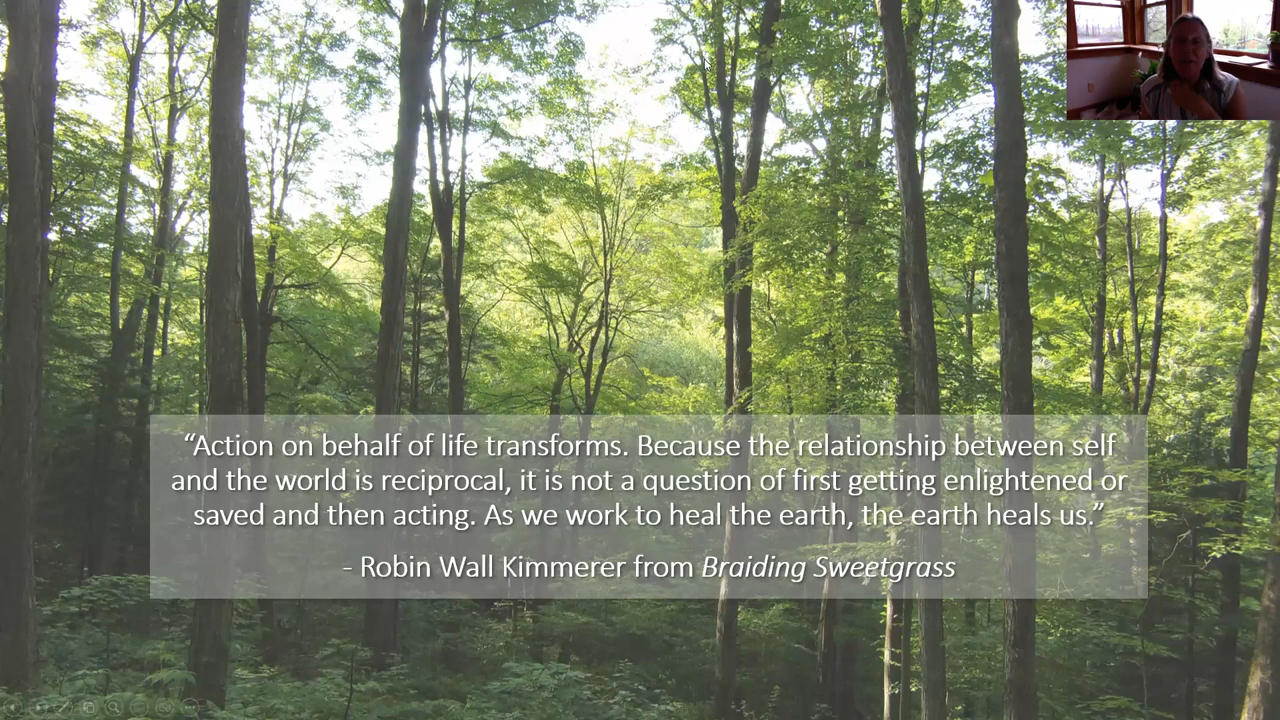 “Action on behalf of life transforms. Because the relationship between self
and the world is reciprocal, it is not a question of first getting enlightened or
saved and then acting. As we work to heal the earth, the earth heals us.”
- Robin Wall Kimmerer from Braiding Sweetgrass